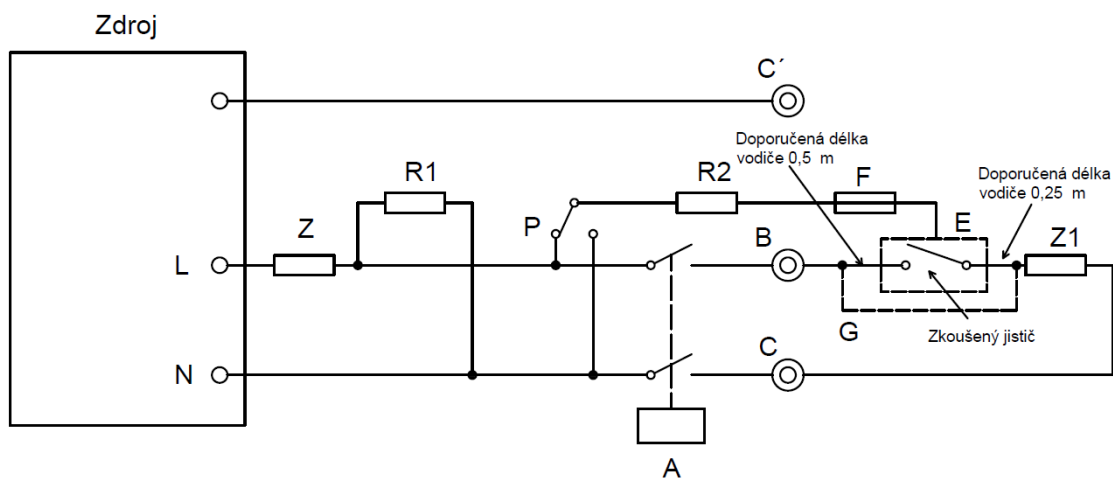 Zdroj
C´
Doporučená délka
vodiče 0,5 m
R1
R2
F
Doporučená délka
vodiče 0,25 m
Z
P
B
E
Z1
L
G
Zkoušený jistič
N
C
A